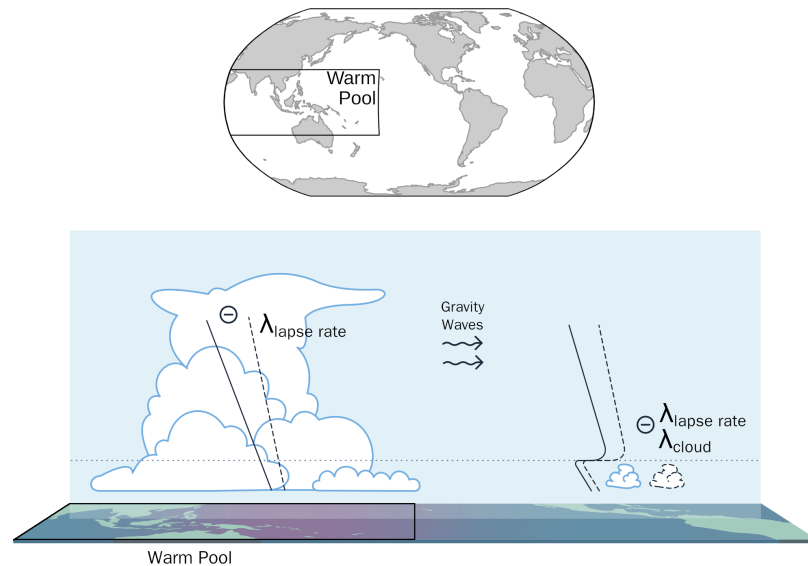 Warm
Pool
λlapse rate
Gravity
Waves
λlapse rate
λcloud
Warm Pool